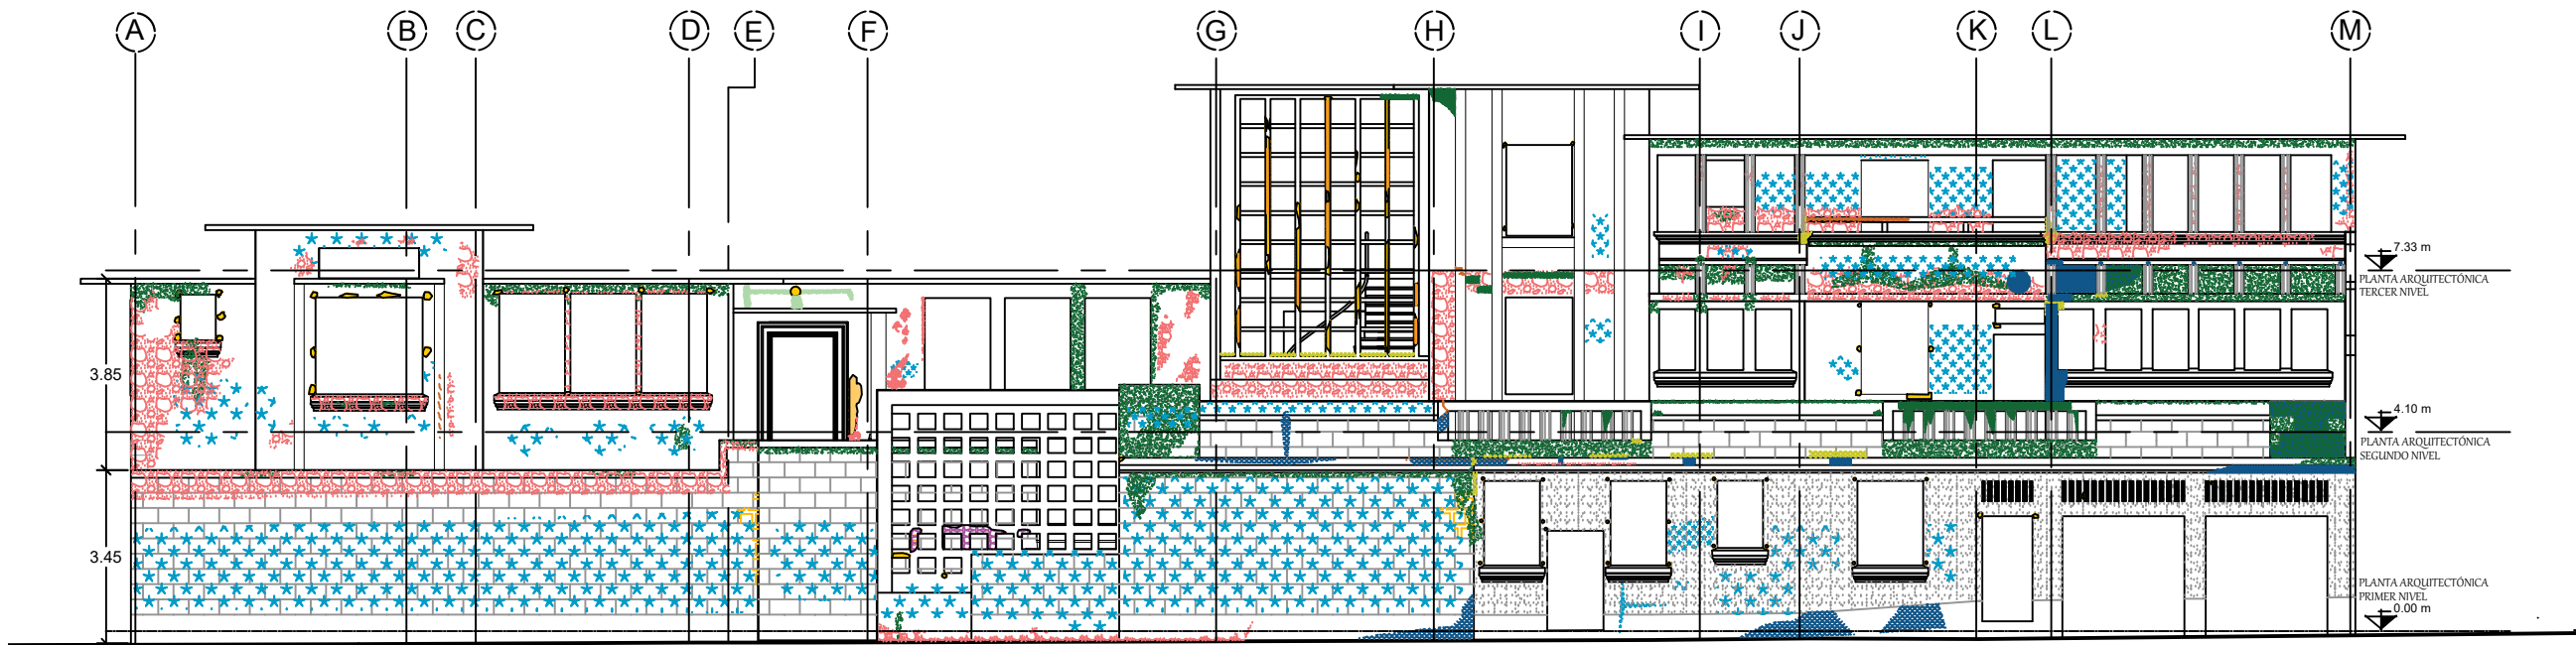 A B C D E F G H I J K L M
7.33 m
PLANTA ARQUITECTÓNICA
TERCER NIVEL
3.85
4.10 m
PLANTA ARQUITECTÓNICA
SEGUNDO NIVEL
3.45
PLANTA ARQUITECTÓNICA
PRIMER NIVEL
0.00 m